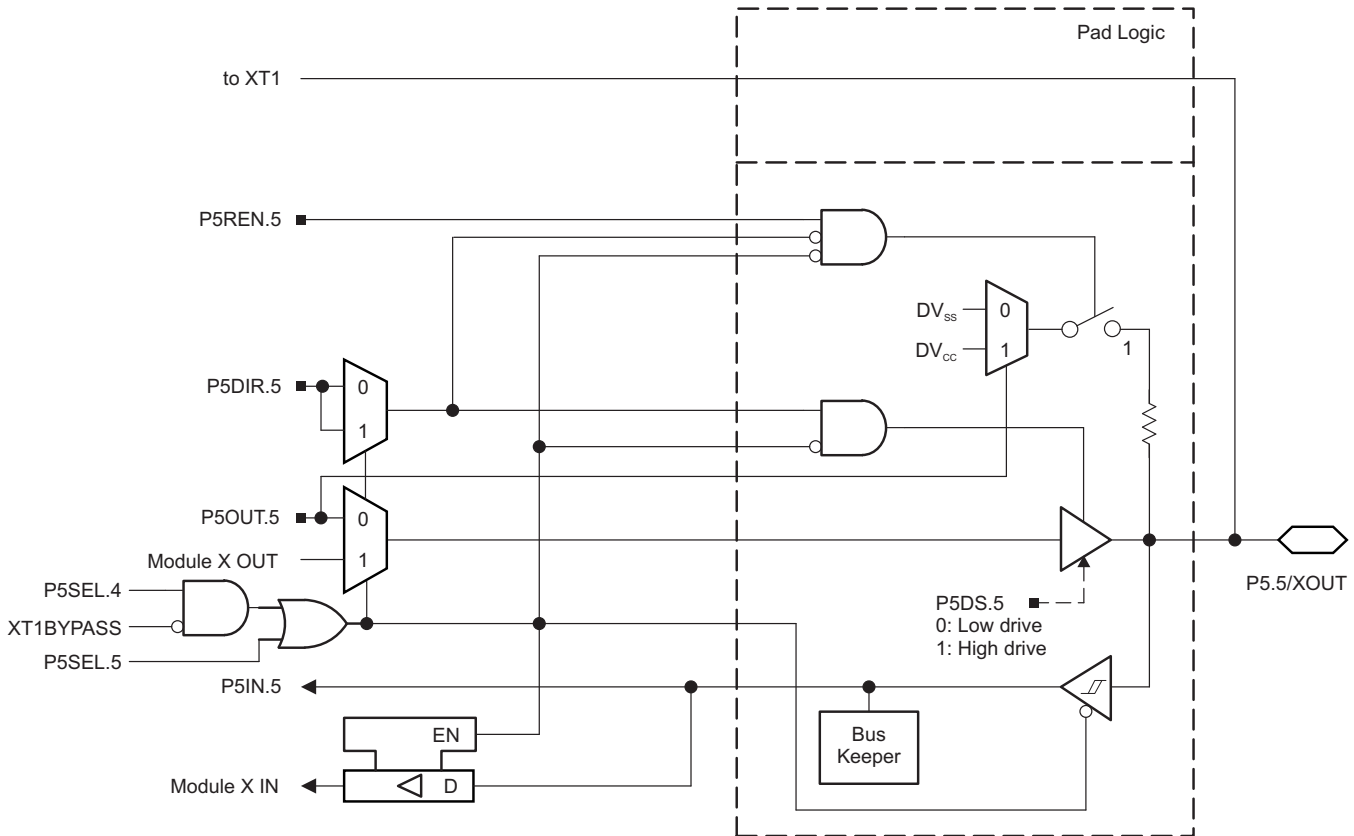 Pad Logic
to XT1
P5REN.5
DVSS
0
DVCC
1
1
P5DIR.5
0
1
P5OUT.5
0
Module X OUT
1
P5SEL.4
XT1BYPASS
P5SEL.5
P5DS.5
0: Low drive
1: High drive
P5.5/XOUT
P5IN.5
Bus
Keeper
EN
D
Module X IN